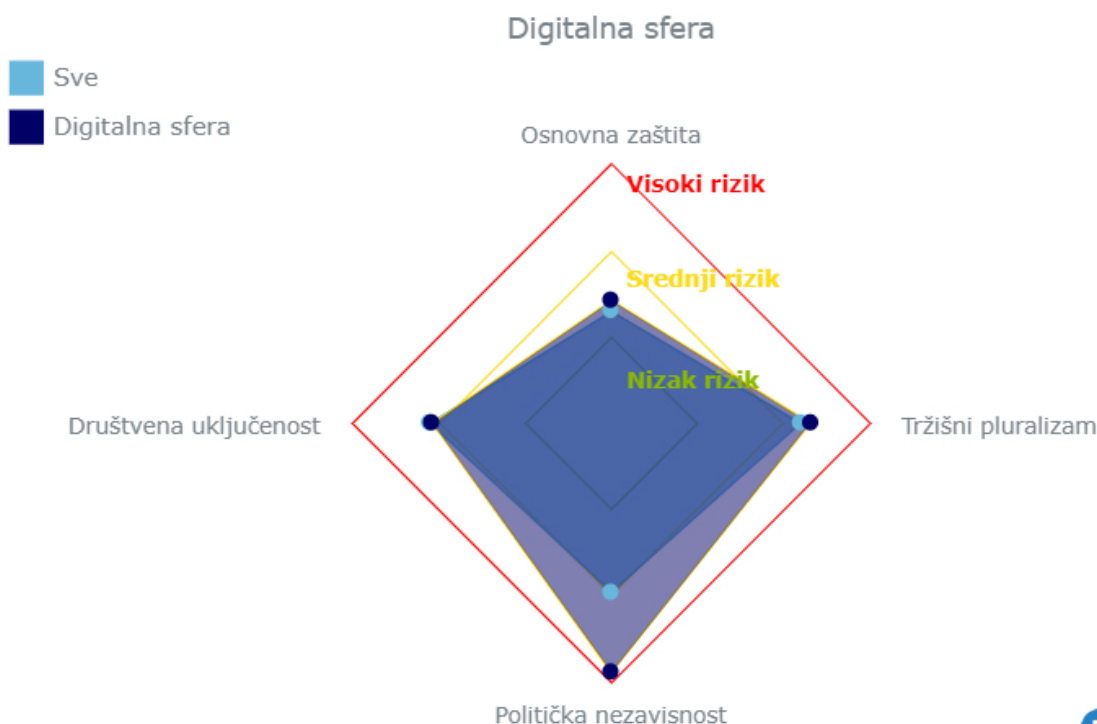 Digitalna sfera
Sve
Digitalna sfera
Osnovna zaštita
Visoki rizik
Srednji rizik
Nizak rizik
Društvena uključenost
Tržišni pluralizam
Politička nezavisnost